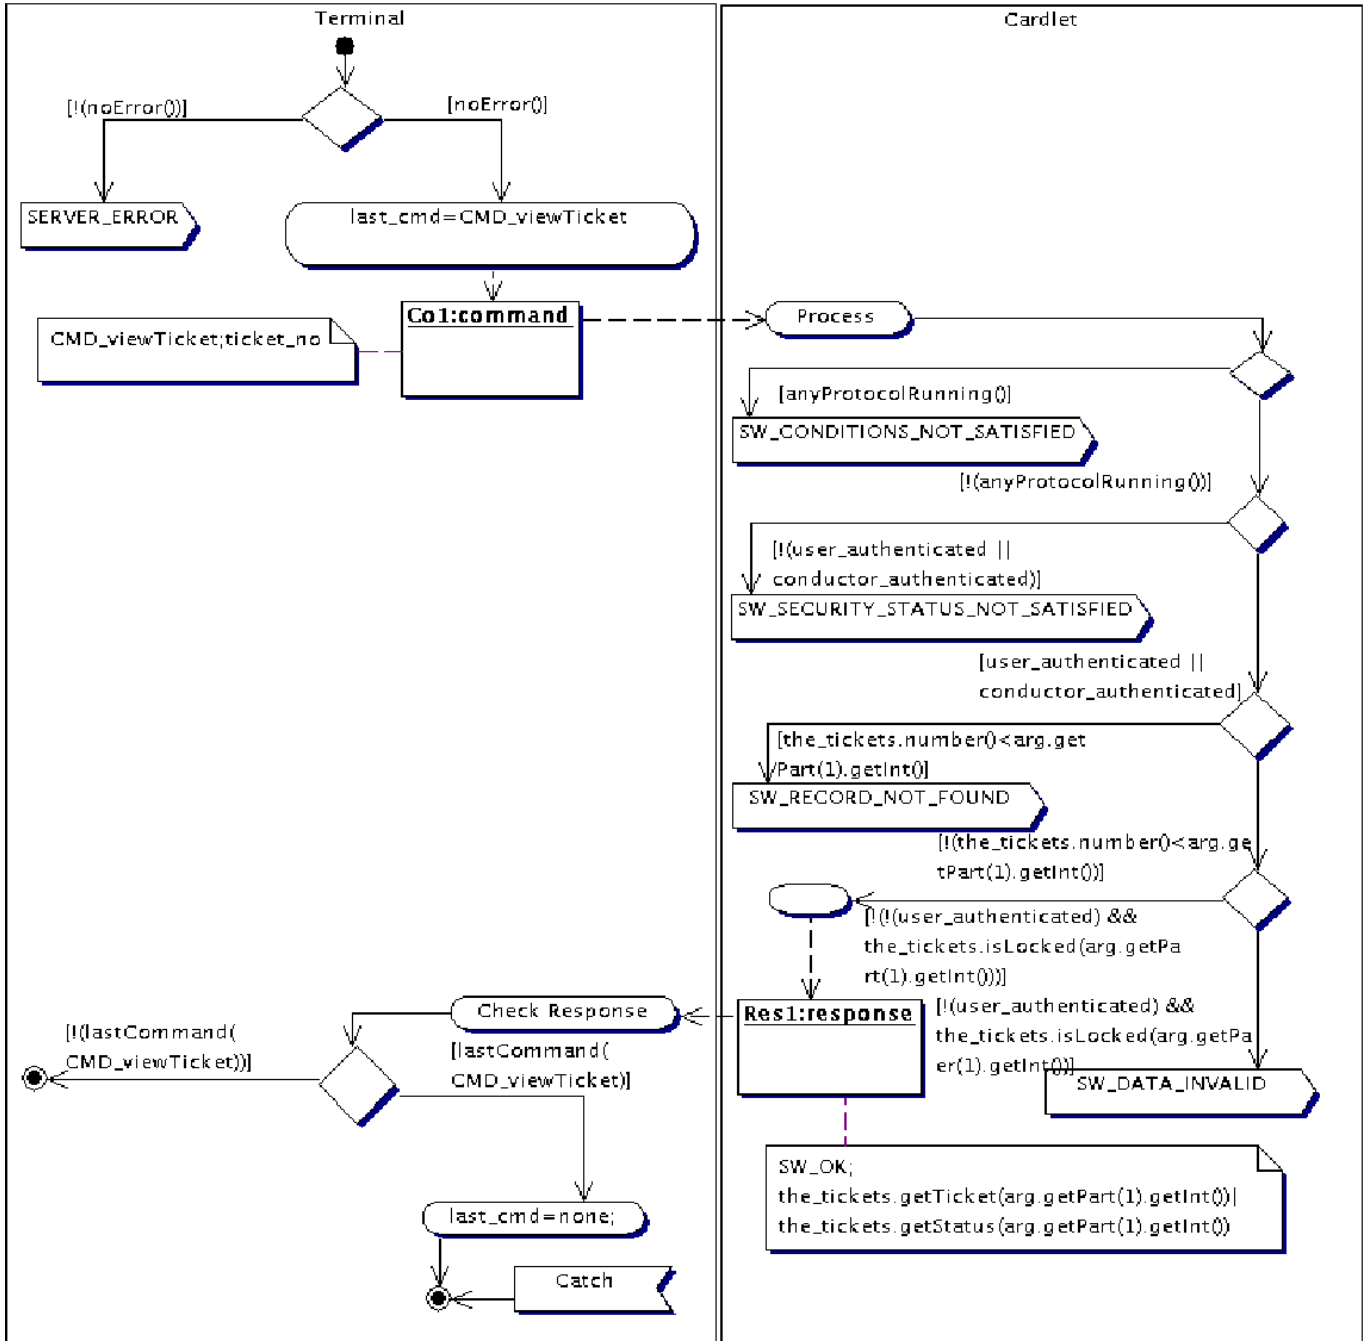 Terminal
Cardlet
[!(noError())]
[noError()]
SERVER_ERROR
last_cmd=CMD_viewTicket
Co1:command
CMD_viewTicket;ticket_no
Process
[anyProtocolRunning()]
SW_CONDITIONS_NOT_SATISFIED
[!(anyProtocolRunning())]
[!(user_authenticated ||
conductor_authenticated)]
SW_SECURITY_STATUS_NOT_SATISFIED
[user_authenticated ||
conductor_authenticated]
[the_tickets.number()<arg.get
Part(1).getInt()]
SW_RECORD_NOT_FOUND
[!(the_tickets.number()<arg.ge
tPart(1).getInt())]
[!(!(user_authenticated) &&
the_tickets.isLocked(arg.getPa
rt(1).getInt()))]
Res1:response
[!(user_authenticated) &&
the_tickets.isLocked(arg.getPa
er(1).getInt())]
SW_DATA_INVALID
Check Response
[!(lastCommand(
CMD_viewTicket))]
[lastCommand(
CMD_viewTicket)]
SW_OK;
the_tickets.getTicket(arg.getPart(1).getInt())|
the_tickets.getStatus(arg.getPart(1).getInt())
last_cmd=none;
Catch